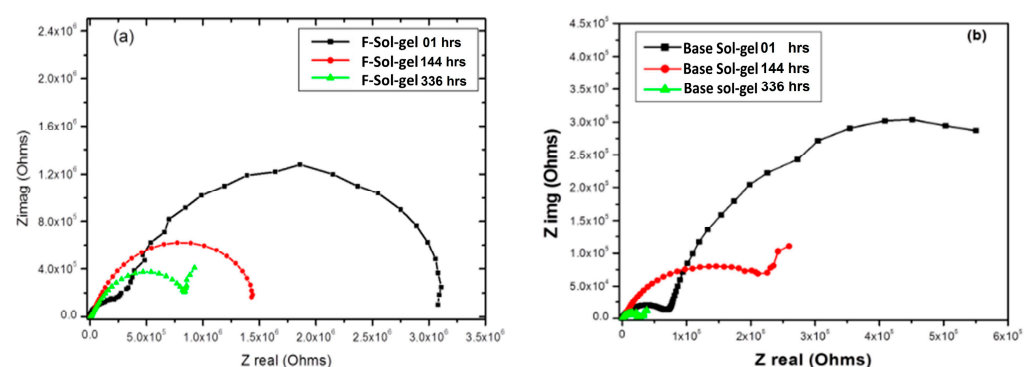 (a)
F-Sol-gel 01 hrs
F-Sol-gel 144 hrs
F-Sol-gel 336 hrs
2.4x10⁶
2.0x10⁶
1.6x10⁶
1.2x10⁶
8.0x10⁵
4.0x10⁵
0.0
Zimag (Ohms)
0.0 5.0x10⁵ 1.0x10⁶ 1.5x10⁶ 2.0x10⁶ 2.5x10⁶ 3.0x10⁶ 3.5x10⁶
Z real (Ohms)
(b)
Base Sol-gel 01 hrs
Base Sol-gel 144 hrs
Base sol-gel 336 hrs
4.5x10⁵
4.0x10⁵
3.5x10⁵
3.0x10⁵
2.5x10⁵
2.0x10⁵
1.5x10⁵
1.0x10⁵
5.0x10⁴
0.0
Z img (Ohms)
0 1x10⁵ 2x10⁵ 3x10⁵ 4x10⁵ 5x10⁵ 6x10⁵
Z real (Ohms)